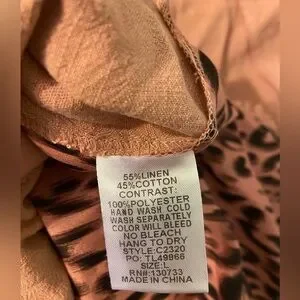 55%LINEN
45%COTTON
CONTRAST:
100%POLYESTER
HAND WASH COLD
WASH SEPARATELY
COLOR WILL BLEED
NO BLEACH
HANG TO DRY
STYLE:C2320
PO: TL49866
SIZE:L
RN#:130733
MADE IN CHINA